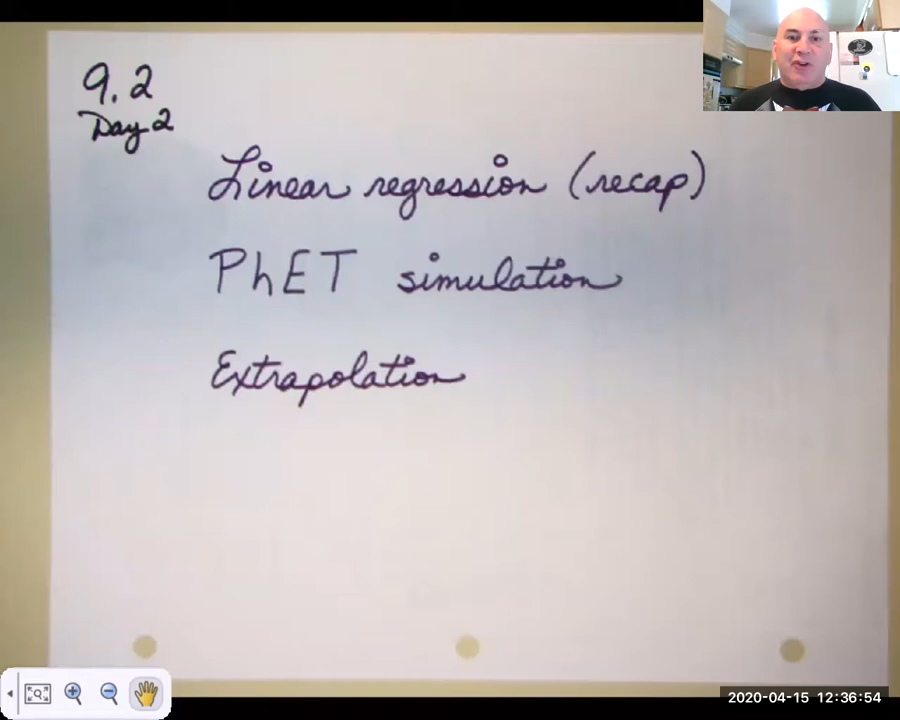 9.2
Day 2
Linear regression (recap)
PhET simulation
Extrapolation
2020-04-15 12:36:54